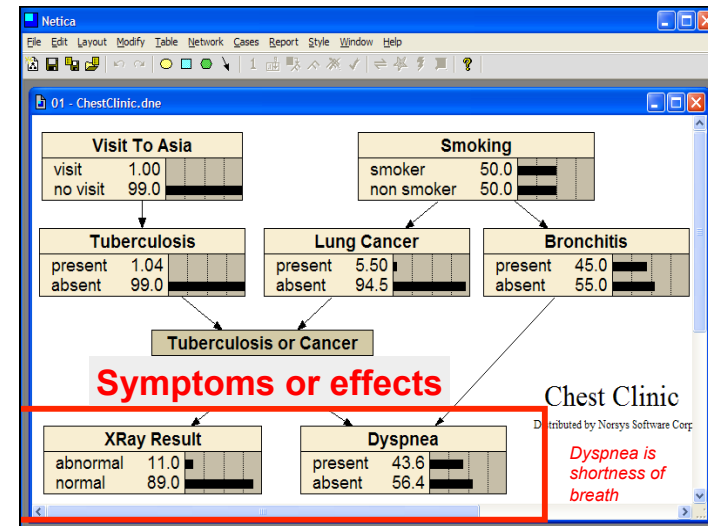 Netica
File Edit Layout Modify Table Network Cases Report Style Window Help
1
?
01 - ChestClinic.dne
Visit To Asia
visit 1.00
no visit 99.0
Smoking
smoker 50.0
non smoker 50.0
Tuberculosis
present 1.04
absent 99.0
Lung Cancer
present 5.50
absent 94.5
Bronchitis
present 45.0
absent 55.0
Tuberculosis or Cancer
Symptoms or effects
XRay Result
abnormal 11.0
normal 89.0
Dyspnea
present 43.6
absent 56.4
Chest Clinic
Distributed by Norsys Software Corp
Dyspnea is
shortness of
breath